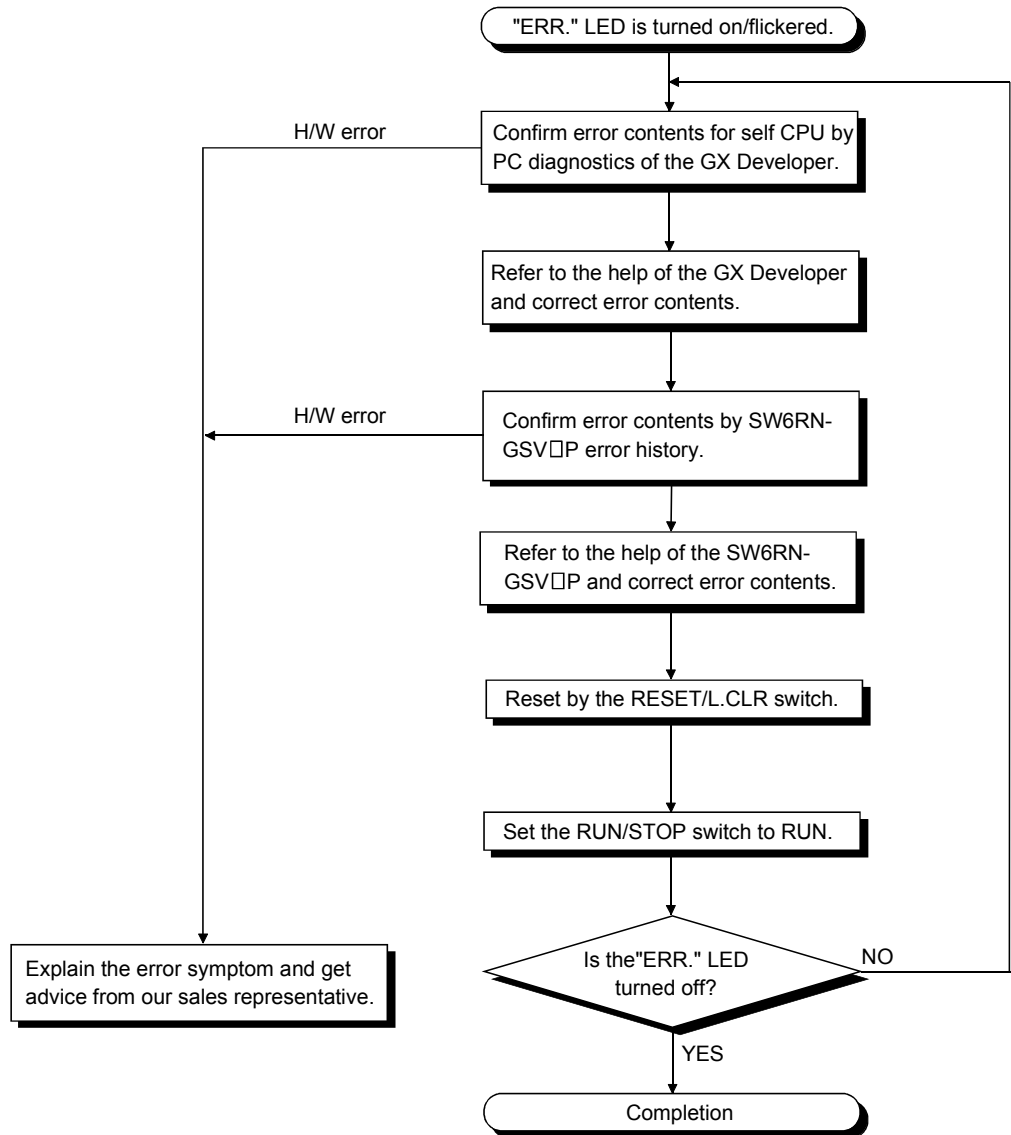 "ERR." LED is turned on/flickered.
H/W error
Confirm error contents for self CPU by
PC diagnostics of the GX Developer.
Refer to the help of the GX Developer
and correct error contents.
H/W error
Confirm error contents by SW6RN-
GSV□P error history.
Refer to the help of the SW6RN-
GSV□P and correct error contents.
Reset by the RESET/L.CLR switch.
Set the RUN/STOP switch to RUN.
Explain the error symptom and get
advice from our sales representative.
Is the"ERR." LED
turned off?
NO
YES
Completion